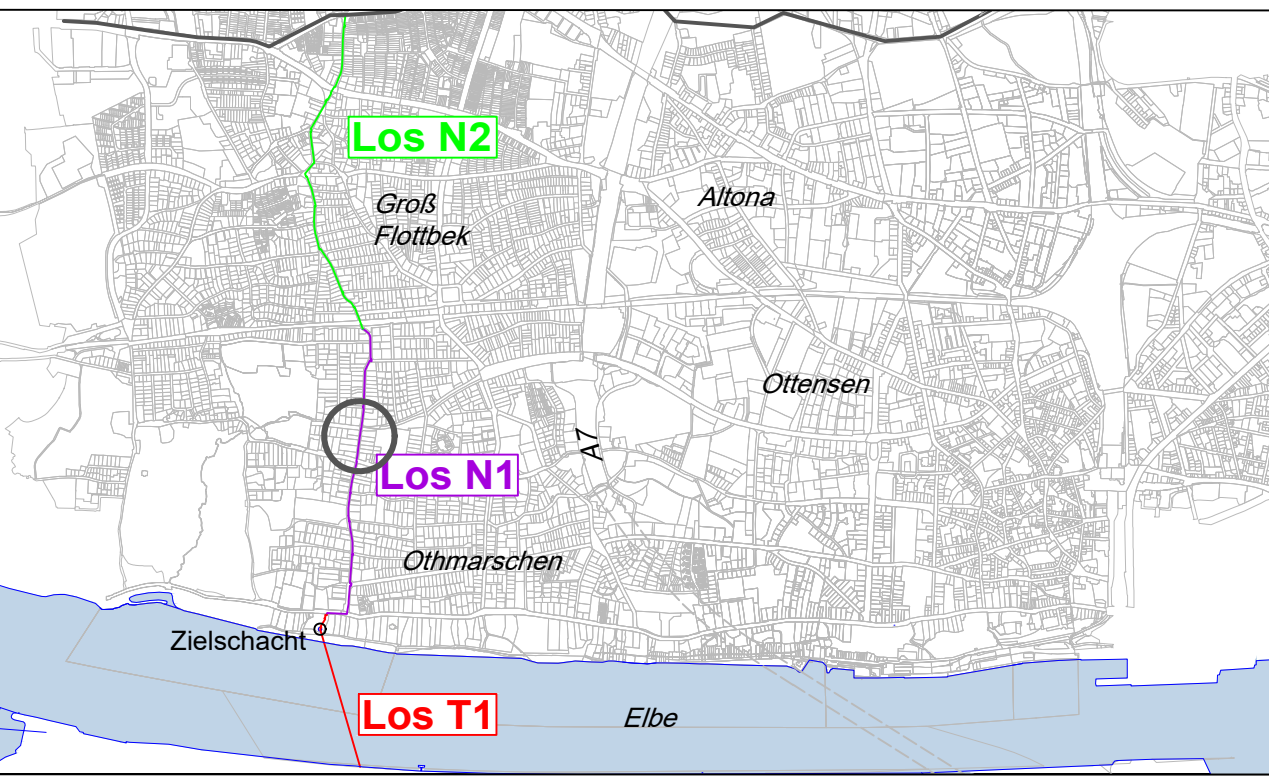 Los N2
Groß
Flottbek
Altona
Ottensen
A7
Los N1
Othmarschen
Zielschacht
Los T1
Elbe